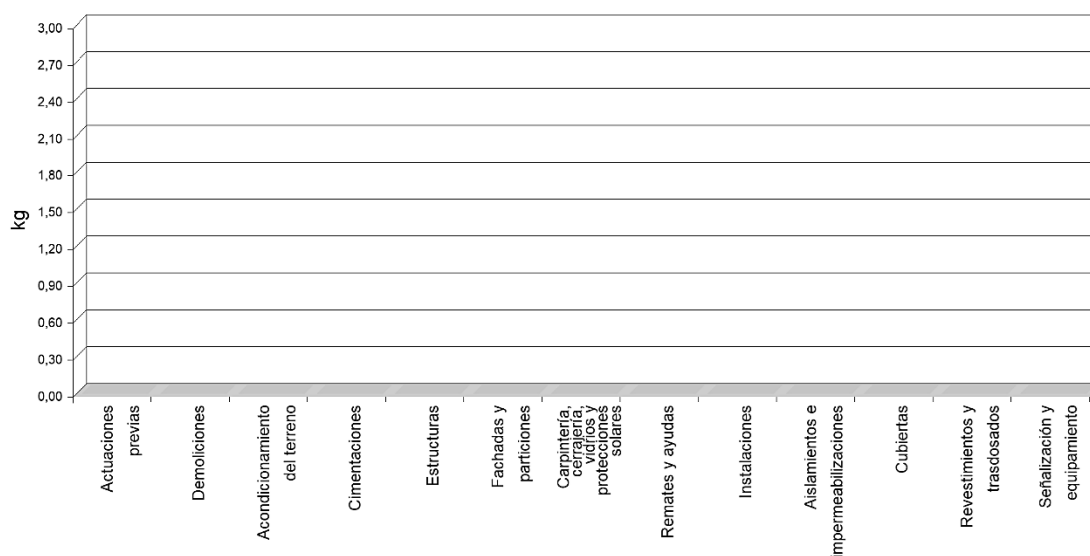 3,00
2,70
2,40
2,10
1,80
1,50
1,20
0,90
0,60
0,30
0,00
kg
Actuaciones
previas
Demoliciones
Acondicionamiento
del terreno
Cimentaciones
Estructuras
Fachadas y
particiones
Carpintería,
cerrajería,
vidrios y
protecciones
solares
Remates y ayudas
Instalaciones
Aislamientos e
impermeabilizaciones
Cubiertas
Revestimientos y
trasdosados
Señalización y
equipamiento